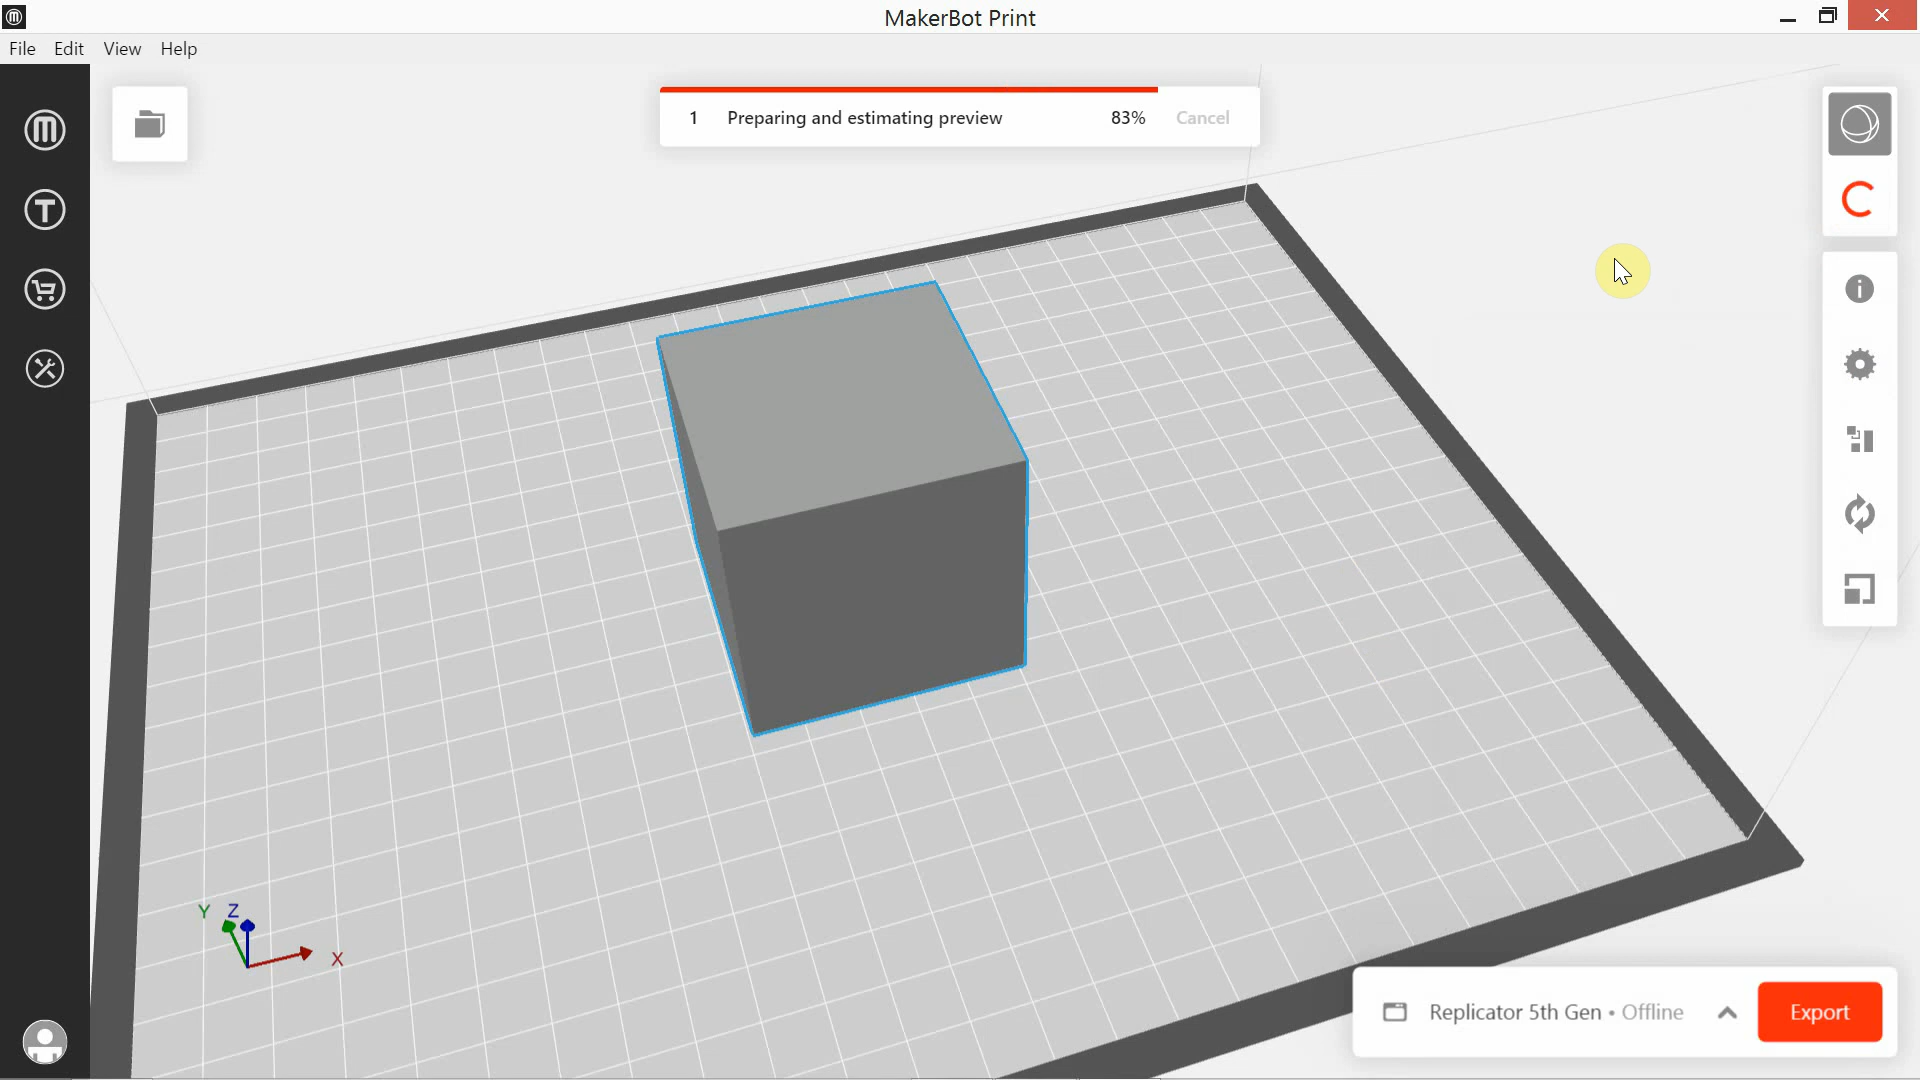 MakerBot Print
File Edit View Help
1 Preparing and estimating preview 83% Cancel
Y Z
X
Replicator 5th Gen • Offline Export